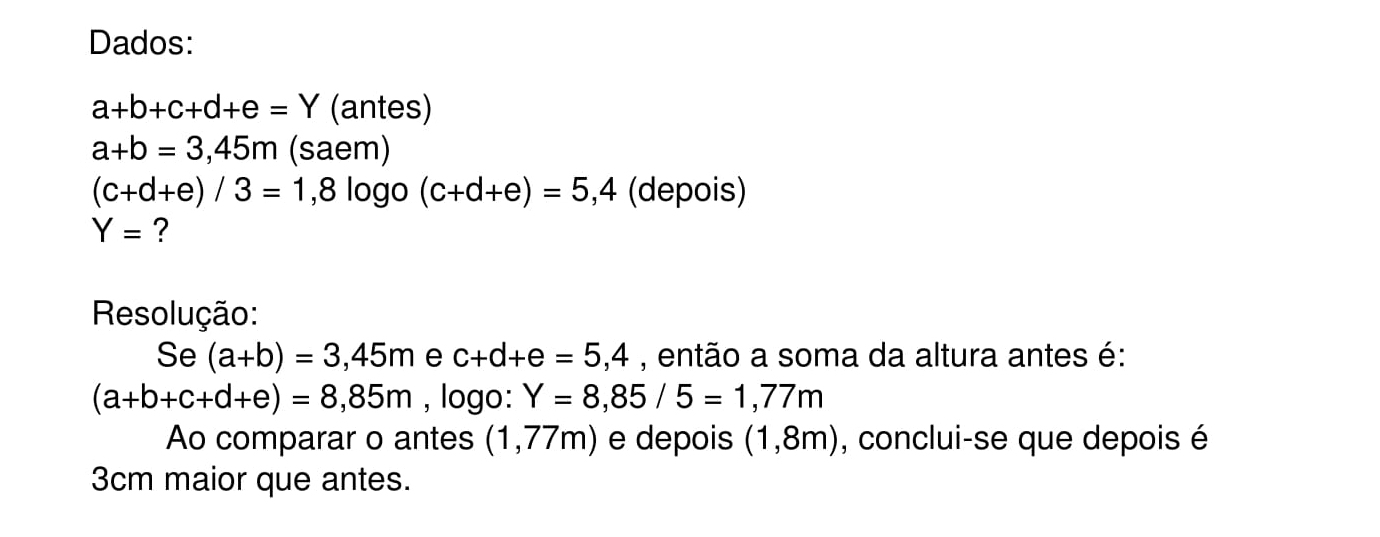 Dados:
a+b+c+d+e = Y (antes)
a+b = 3,45m (saem)
(c+d+e) / 3 = 1,8 logo (c+d+e) = 5,4 (depois)
Y = ?
Resolução:
Se (a+b) = 3,45m e c+d+e = 5,4 , então a soma da altura antes é:
(a+b+c+d+e) = 8,85m , logo: Y = 8,85 / 5 = 1,77m
Ao comparar o antes (1,77m) e depois (1,8m), conclui-se que depois é
3cm maior que antes.